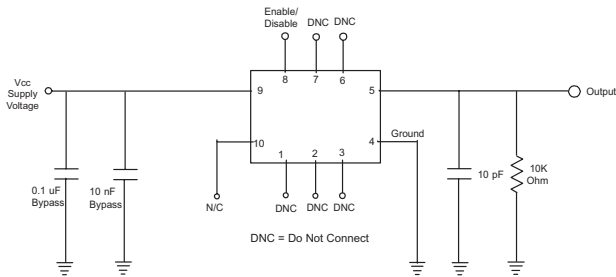 Enable/
Disable
DNC
DNC
8
7
6
Vcc
Supply
Voltage
9
5
Output
10
4
Ground
1
2
3
0.1 uF
Bypass
10 nF
Bypass
10 pF
10K
Ohm
N/C
DNC
DNC
DNC
DNC = Do Not Connect